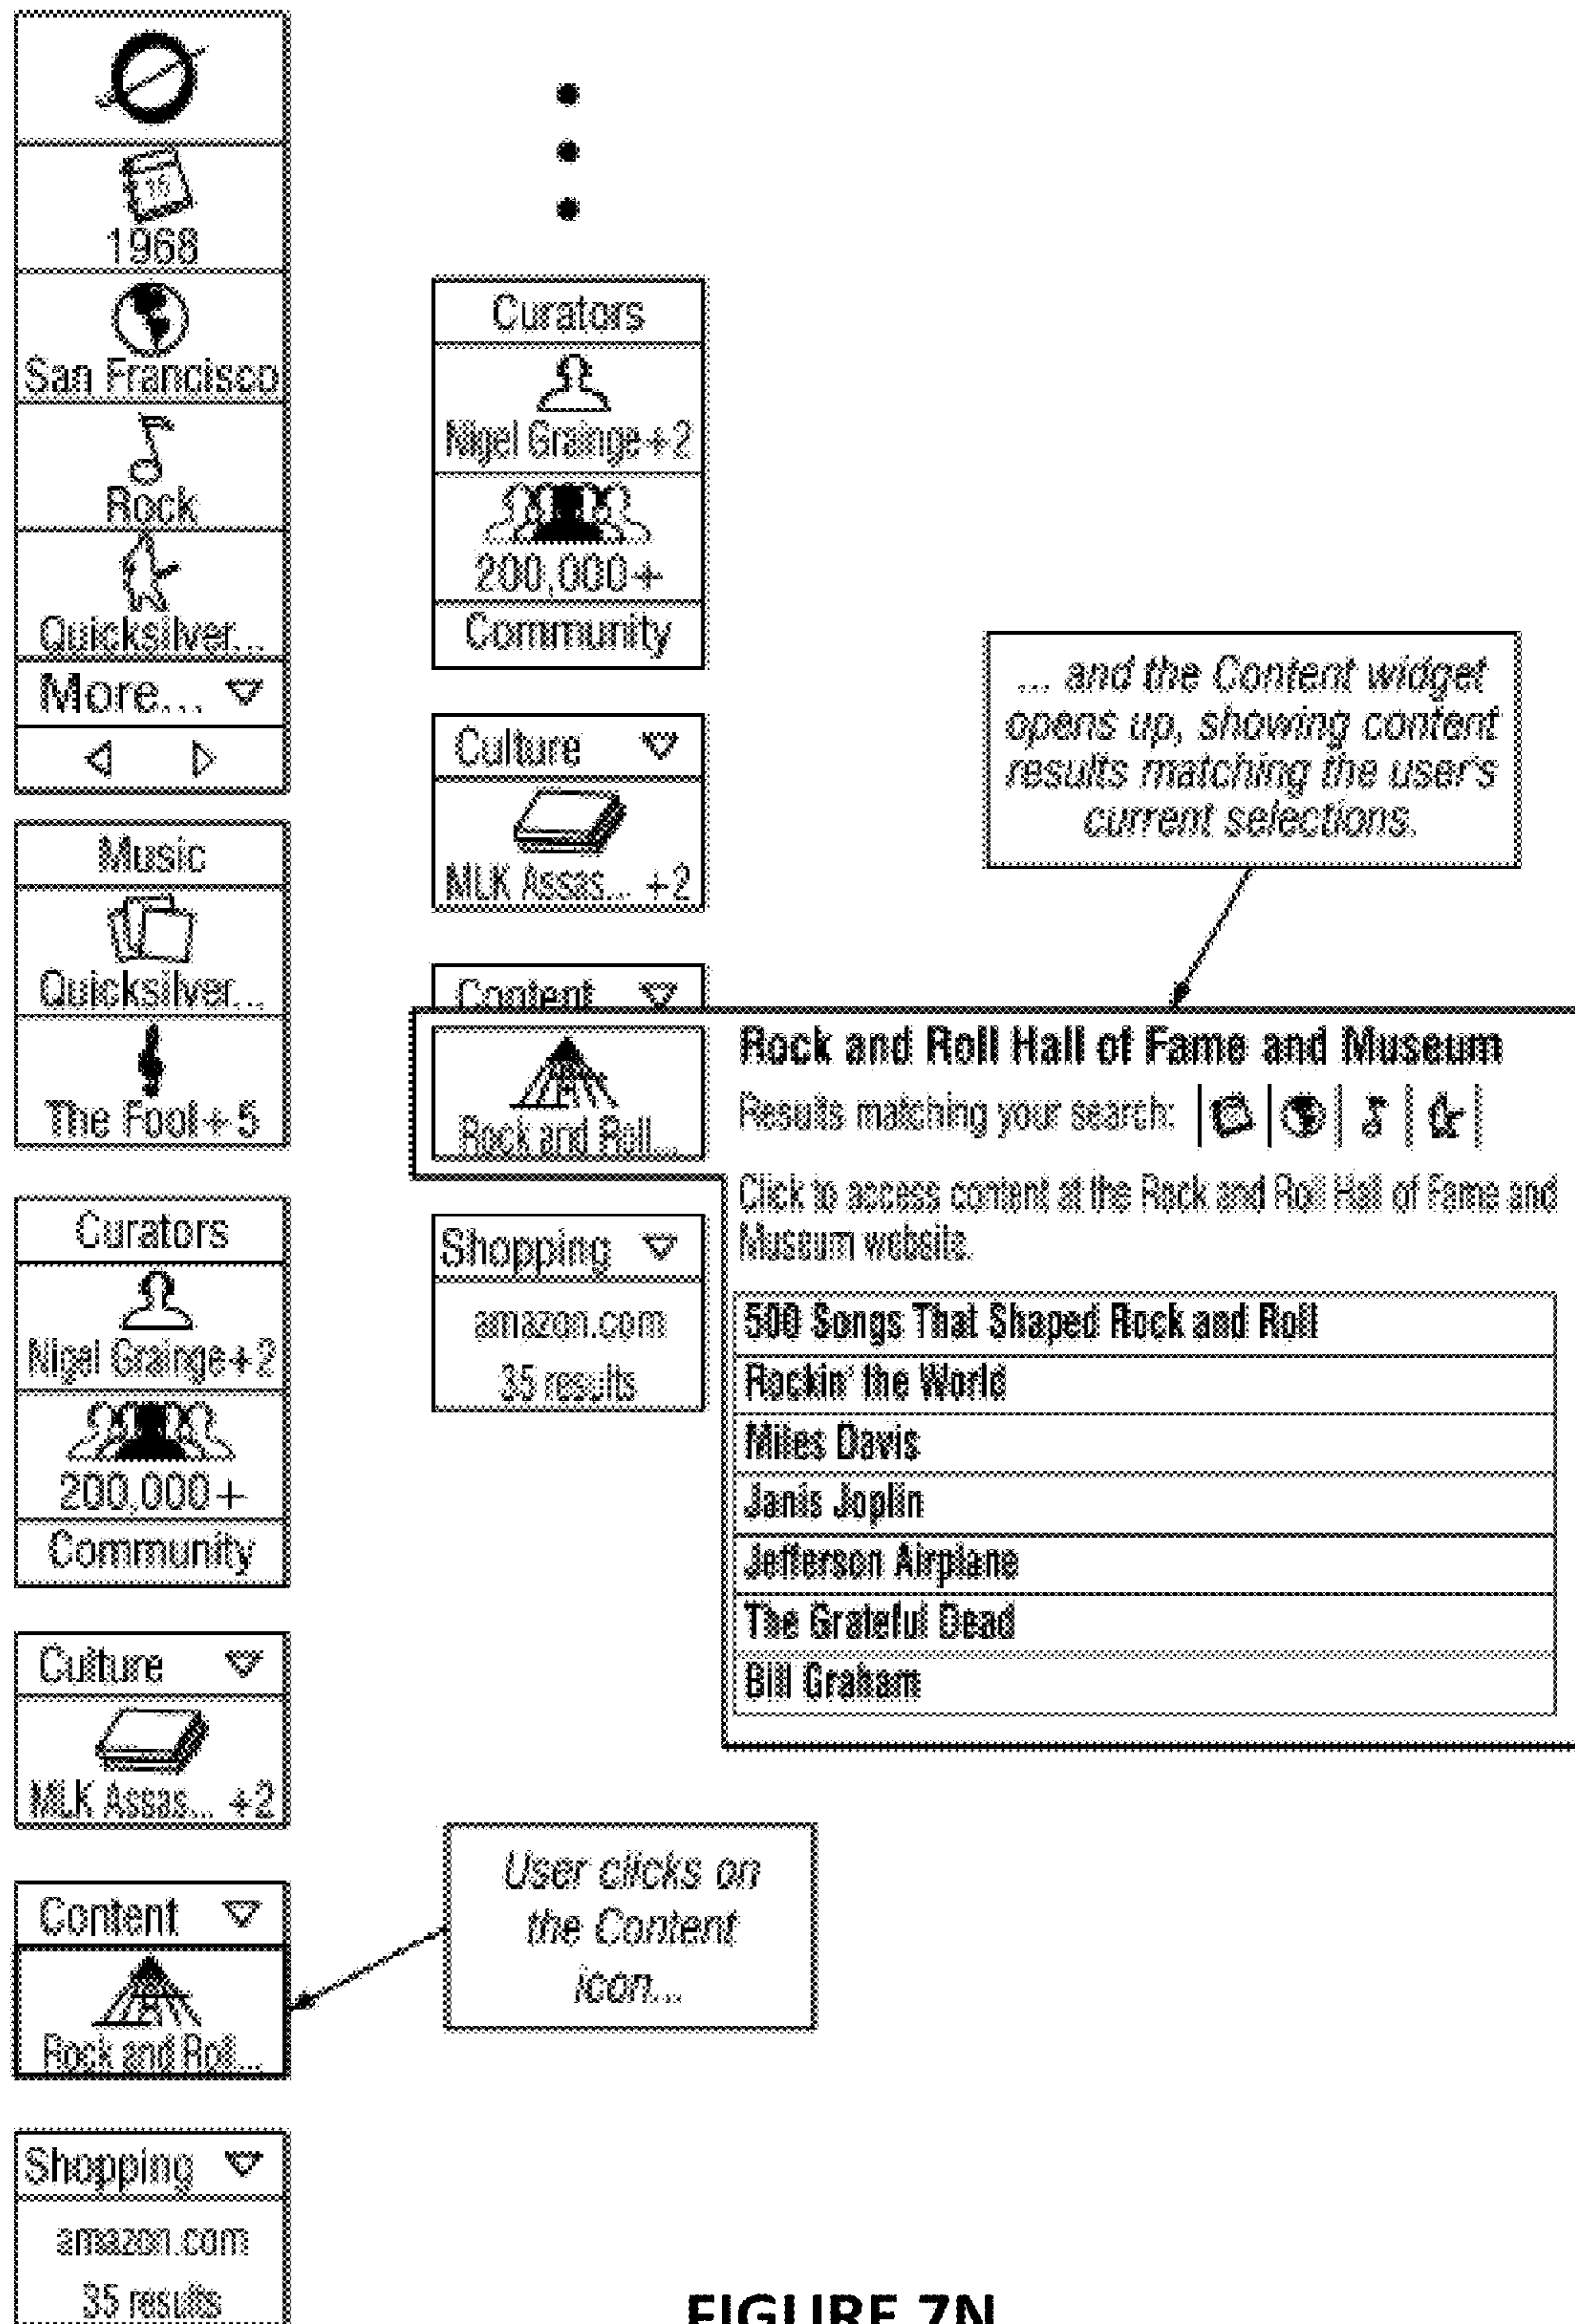 15
1968
San Francisco
Rock
Quicksilver...
More...
Music
Quicksilver...
The Fool+5
Curators
Nigel Grainge+2
200,000+
Community
Culture
MLK Assas... +2
Content
Rock and Roll...
Shopping
amazon.com
35 results
Curators
Nigel Grainge+2
200,000+
Community
Culture
MLK Assas... +2
Content
Rock and Roll...
Shopping
amazon.com
35 results
... and the Content widget
opens up, showing content
results matching the user's
current selections.
Rock and Roll Hall of Fame and Museum
Results matching your search:
Click to access content at the Rock and Roll Hall of Fame and
Museum website.
500 Songs That Shaped Rock and Roll
Rockin' the World
Miles Davis
Janis Joplin
Jefferson Airplane
The Grateful Dead
Bill Graham
User clicks on
the Content
icon...
FIGURE 7N